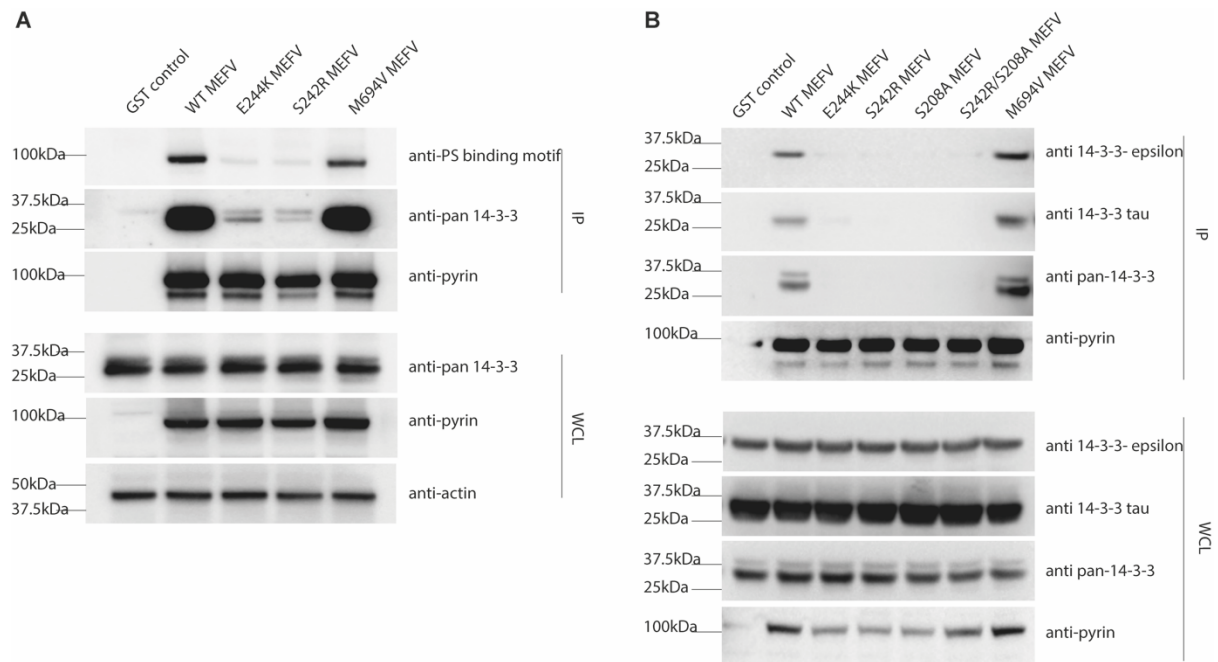 A
GST control
WT MEFV
E244K MEFV
S242R MEFV
M694V MEFV
100kDa
anti-PS binding motif
37.5kDa
25kDa
anti-pan 14-3-3
100kDa
anti-pyrin
IP
37.5kDa
25kDa
anti-pan 14-3-3
100kDa
anti-pyrin
50kDa
37.5kDa
anti-actin
WCL
B
GST control
WT MEFV
E244K MEFV
S242R MEFV
S208A MEFV
S242R/S208A MEFV
M694V MEFV
37.5kDa
25kDa
anti 14-3-3- epsilon
37.5kDa
25kDa
anti 14-3-3 tau
37.5kDa
25kDa
anti pan-14-3-3
100kDa
anti-pyrin
IP
37.5kDa
25kDa
anti 14-3-3- epsilon
37.5kDa
25kDa
anti 14-3-3 tau
37.5kDa
25kDa
anti pan-14-3-3
100kDa
anti-pyrin
WCL